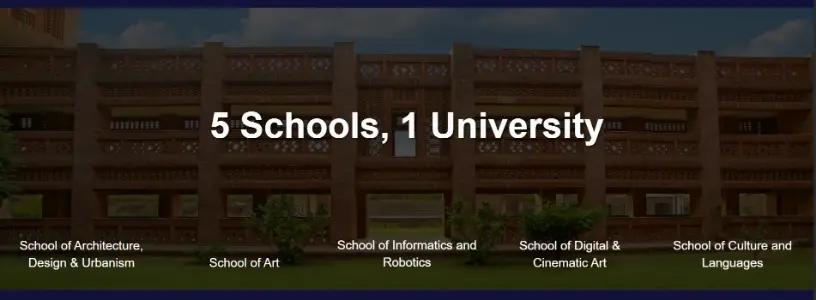 5 Schools, 1 University
School of Architecture,
Design & Urbanism
School of Art
School of Informatics and
Robotics
School of Digital &
Cinematic Art
School of Culture and
Languages